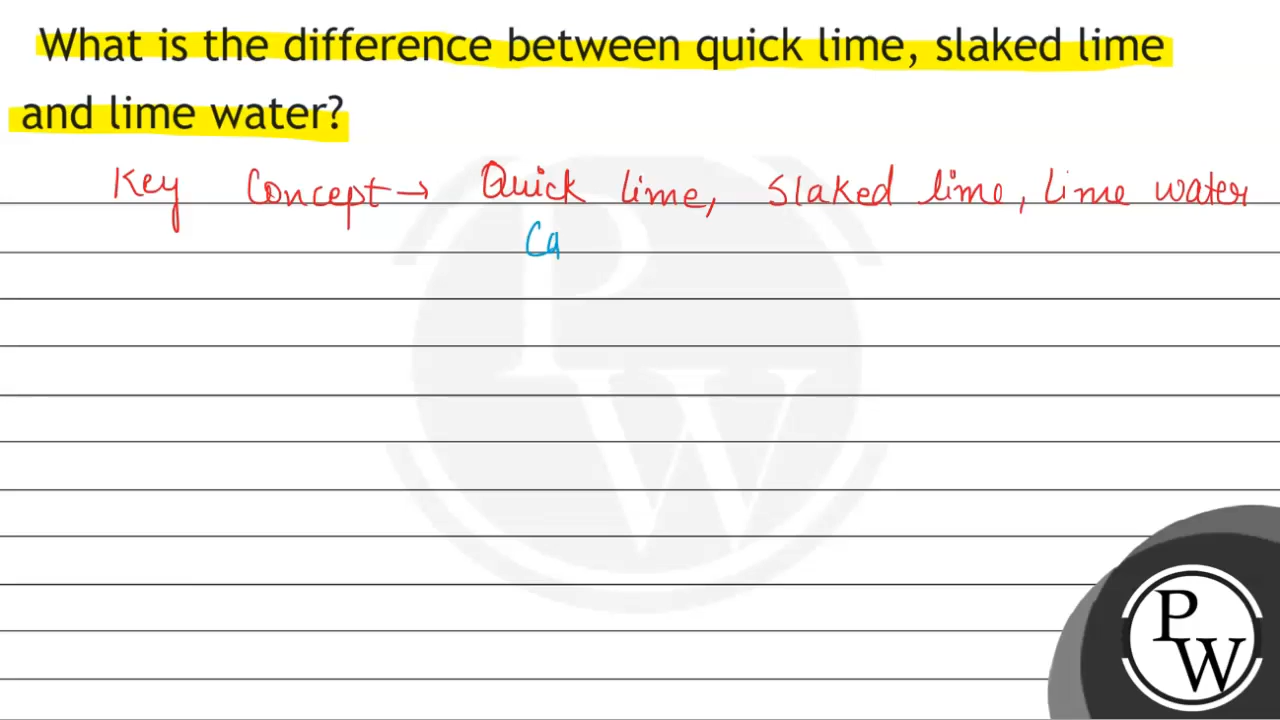 What is the difference between quick lime, slaked lime
and lime water?
Key Concept → Quick lime, Slaked lime, Lime water
Ca
P
W
P
W